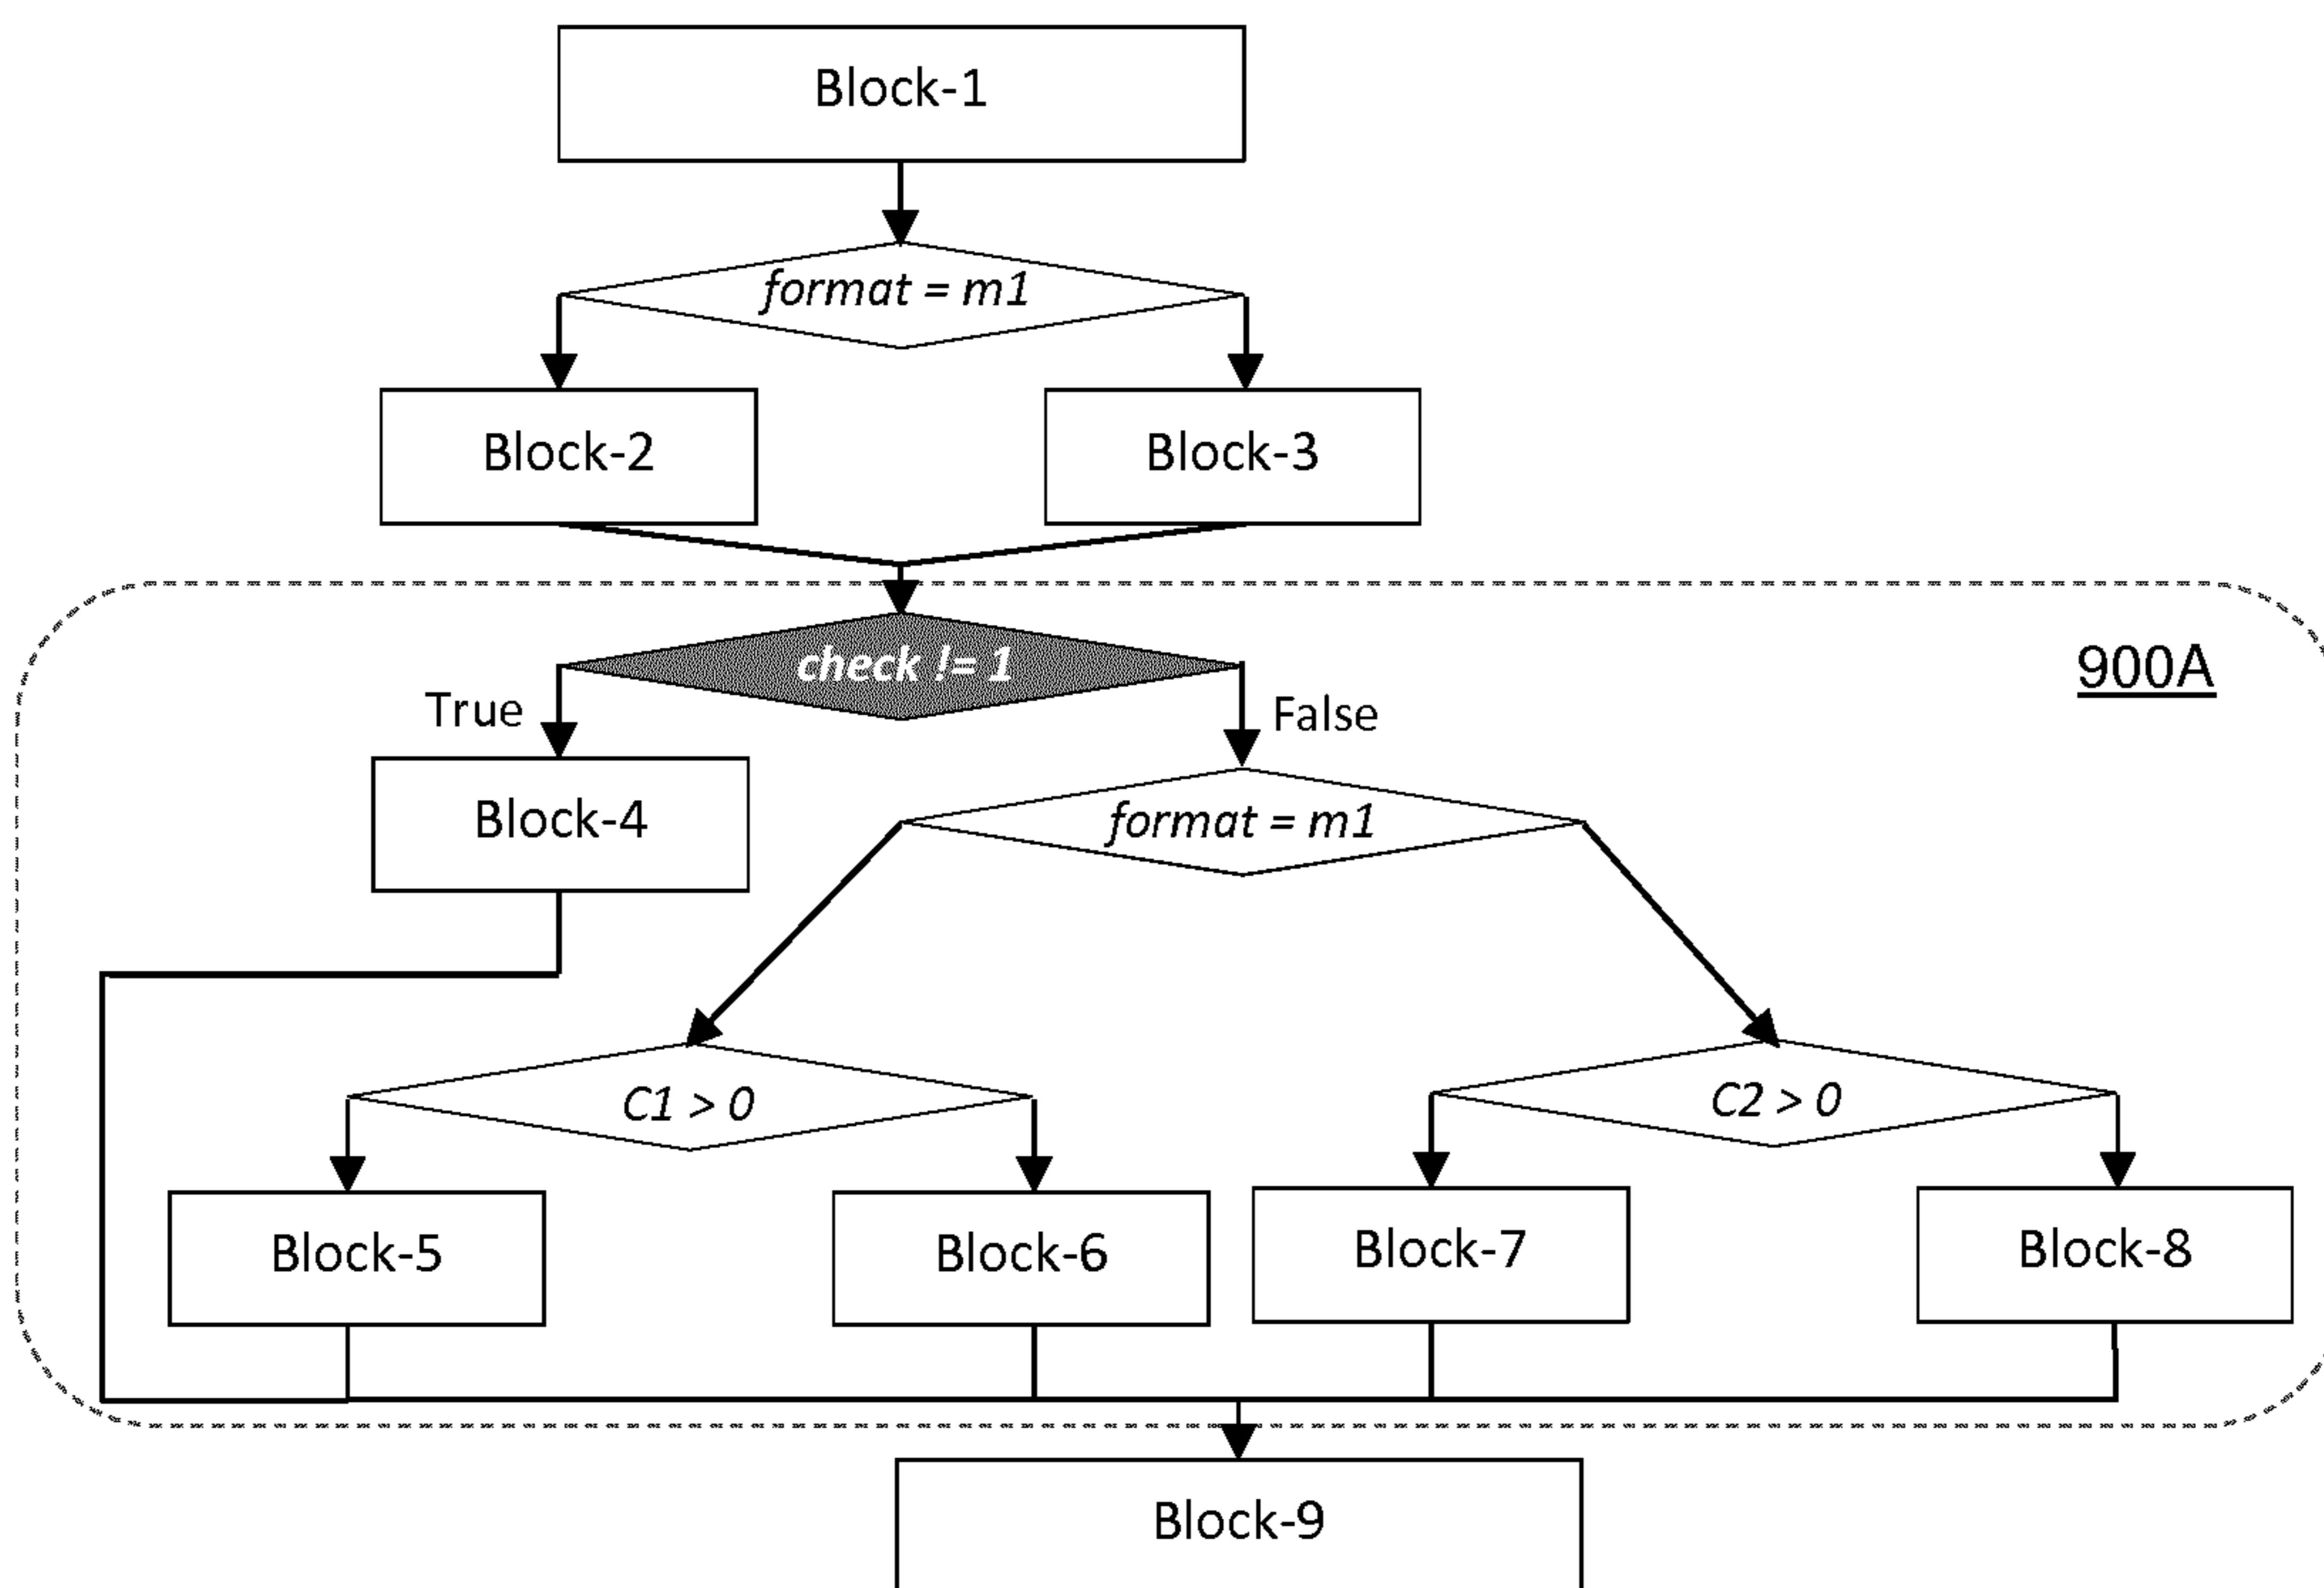 Block-1
format = m1
Block-2
Block-3
check != 1
900A
True
False
Block-4
format = m1
C1 > 0
C2 > 0
Block-5
Block-6
Block-7
Block-8
Block-9